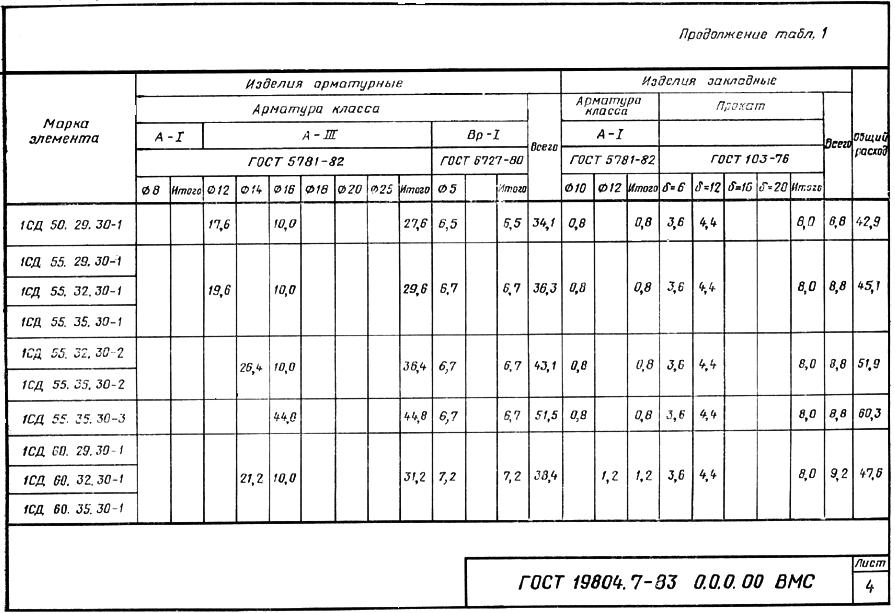 Продолжение табл. 1
Марка элемента
Изделия арматурные
Изделия закладные
Общий расход
Арматура класса
Всего
Арматура класса
Прокат
Всего
А-I
А-III
Вр-I
А-I
ГОСТ 5781-82
ГОСТ 6727-80
ГОСТ 5781-82
ГОСТ 103-76
Ф8 Итого Ф12 Ф14 Ф16 Ф18 Ф20 Ф25 Итого Ф5 Итого Ф10 Ф12 Итого δ=6 δ=12 δ=16 δ=20 Итого
1СД 50.29.30-1 17,6 10,0 27,6 6,5 6,5 34,1 0,8 0,8 3,6 4,4 8,0 8,8 42,9
1СД 55.29.30-1
1СД 55.32.30-1 19,6 10,0 29,6 6,7 6,7 36,3 0,8 0,8 3,6 4,4 8,0 8,8 45,1
1СД 55.35.30-1
1СД 55.32.30-2
26,4 10,0 36,4 6,7 6,7 43,1 0,8 0,8 3,6 4,4 8,0 8,8 51,9
1СД 55.35.30-2
1СД 55.35.30-3 44,8 44,8 6,7 6,7 51,5 0,8 0,8 3,6 4,4 8,0 8,8 60,3
1СД 60.29.30-1
1СД 60.32.30-1 21,2 10,0 31,2 7,2 7,2 38,4 1,2 1,2 3,6 4,4 8,0 9,2 47,6
1СД 60.35.30-1
ГОСТ 19804.7-83 0.0.0.00 ВМС
Лист
4